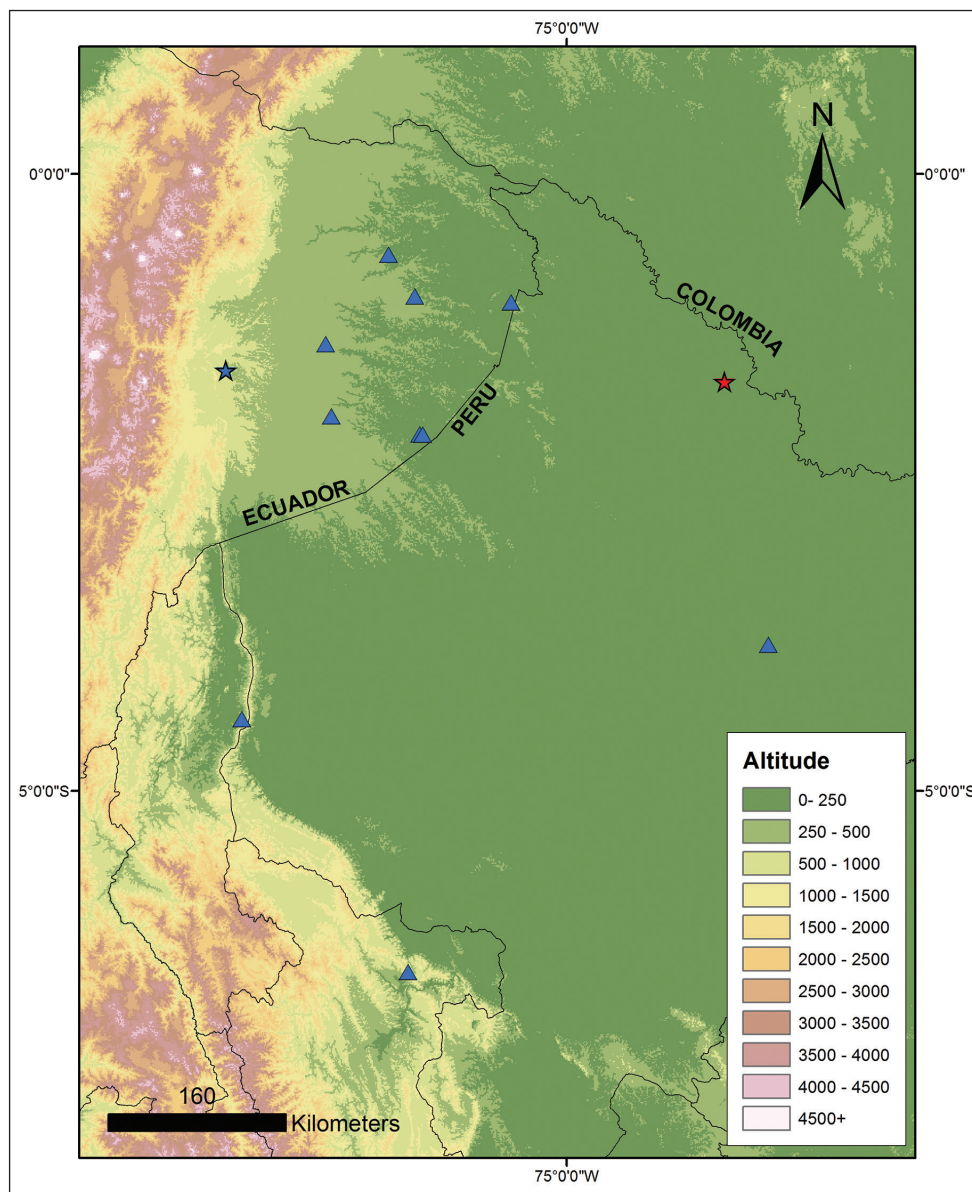 75°0'0"W
N
0°0'0"
0°0'0"
COLOMBIA
PERU
ECUADOR
Altitude
0- 250
250 - 500
500 - 1000
1000 - 1500
1500 - 2000
2000 - 2500
2500 - 3000
3000 - 3500
3500 - 4000
4000 - 4500
4500+
5°0'0"S
5°0'0"S
160
Kilometers
75°0'0"W